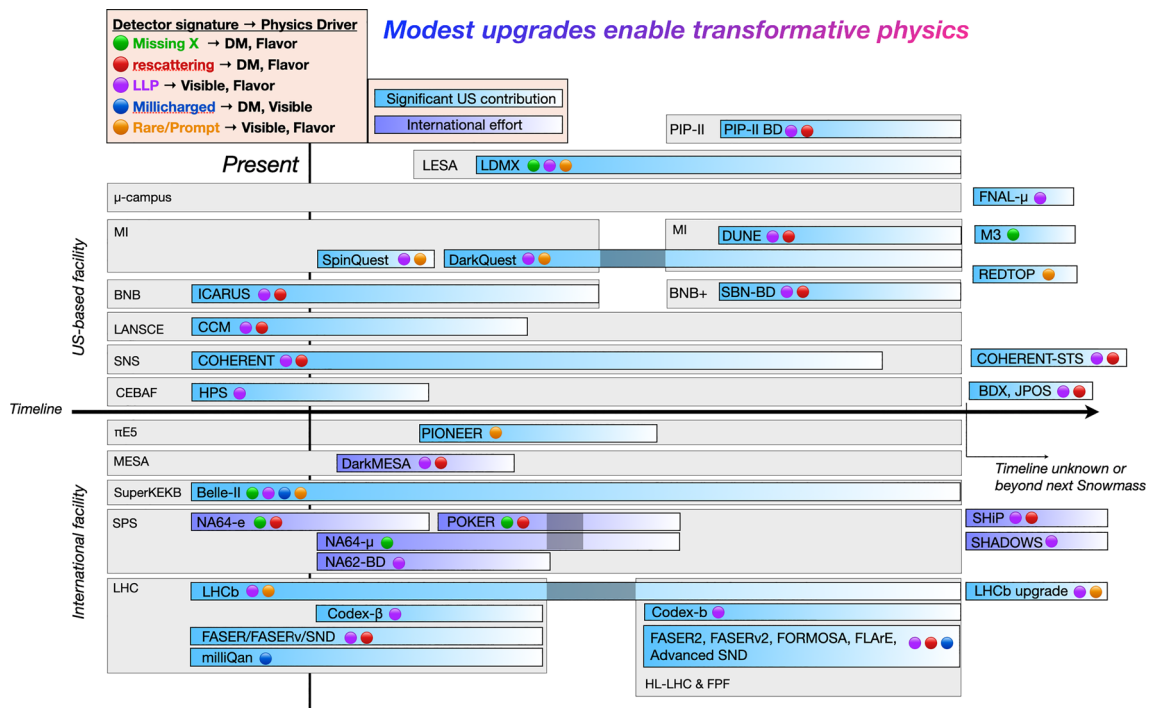 Modest upgrades enable transformative physics
Detector signature → Physics Driver
Missing X → DM, Flavor
rescattering → DM, Flavor
LLP → Visible, Flavor
Millicharged → DM, Visible
Rare/Prompt → Visible, Flavor
Significant US contribution
International effort
Present
US-based facility
PIP-II
PIP-II BD
LESA
LDMX
μ-campus
FNAL-μ
MI
MI
DUNE
M3
SpinQuest
DarkQuest
REDTOP
BNB
ICARUS
BNB+
SBN-BD
LANSCE
CCM
SNS
COHERENT
COHERENT-STS
CEBAF
HPS
BDX, JPOS
Timeline
International facility
πE5
PIONEER
MESA
DarkMESA
Timeline unknown or
beyond next Snowmass
SuperKEKB
Belle-II
SPS
NA64-e
POKER
SHiP
NA64-μ
SHADOWS
NA62-BD
LHC
LHCb
LHCb upgrade
Codex-β
Codex-b
FASER/FASERv/SND
FASER2, FASERv2, FORMOSA, FLArE,
Advanced SND
milliQan
HL-LHC & FPF